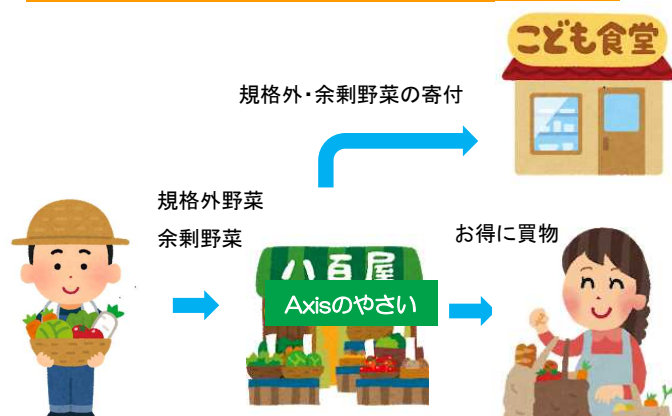 こども食堂
規格外・余剰野菜の寄付
規格外野菜
余剰野菜
八百屋
Axisのやさい
お得に買物